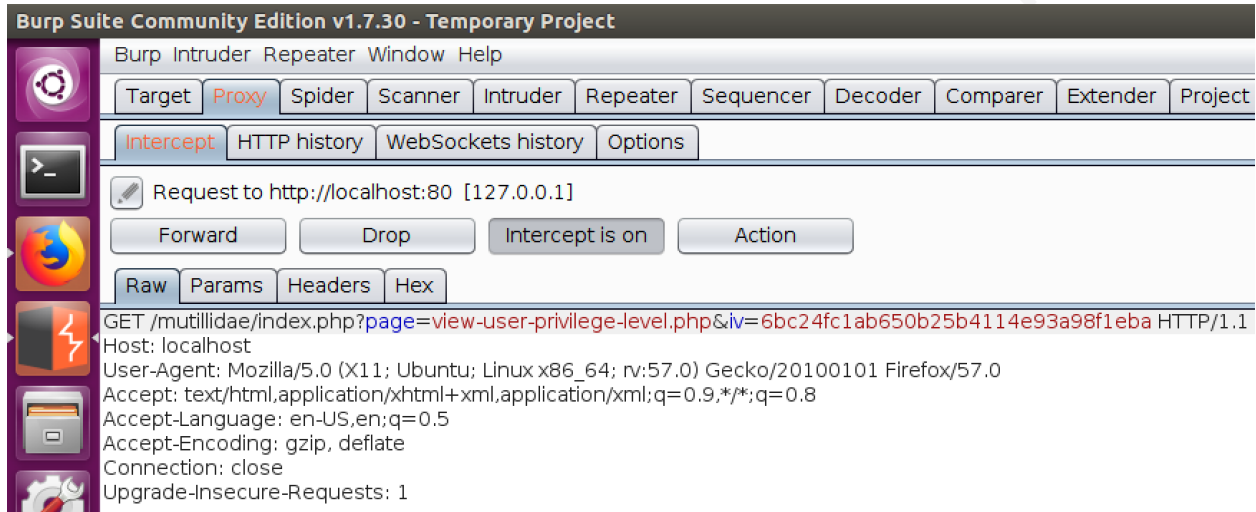 Burp Suite Community Edition v1.7.30 - Temporary Project
Burp Intruder Repeater Window Help
Target Proxy Spider Scanner Intruder Repeater Sequencer Decoder Comparer Extender Project
Intercept HTTP history WebSockets history Options
Request to http://localhost:80 [127.0.0.1]
Forward Drop Intercept is on Action
Raw Params Headers Hex
GET /mutillidae/index.php?page=view-user-privilege-level.php&iv=6bc24fc1ab650b25b4114e93a98f1eba HTTP/1.1
Host: localhost
User-Agent: Mozilla/5.0 (X11; Ubuntu; Linux x86_64; rv:57.0) Gecko/20100101 Firefox/57.0
Accept: text/html,application/xhtml+xml,application/xml;q=0.9,*/*;q=0.8
Accept-Language: en-US,en;q=0.5
Accept-Encoding: gzip, deflate
Connection: close
Upgrade-Insecure-Requests: 1